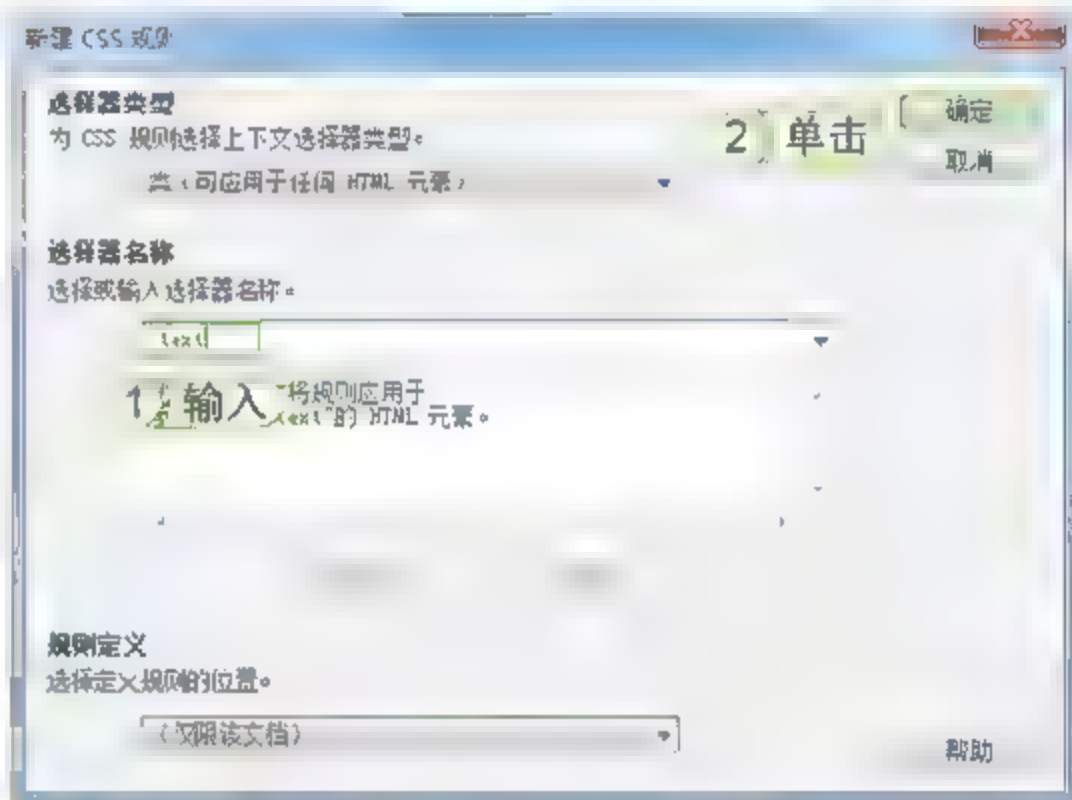 新建 CSS 规则
选择器类型
为 CSS 规则选择上下文选择器类型。
2 单击
确定
取消
类（可应用于任何 HTML 元素）
选择器名称
选择或输入选择器名称。
text
1 输入
将规则应用于
text"的 HTML 元素。
规则定义
选择定义规则的位置。
（仅限该文档）
帮助